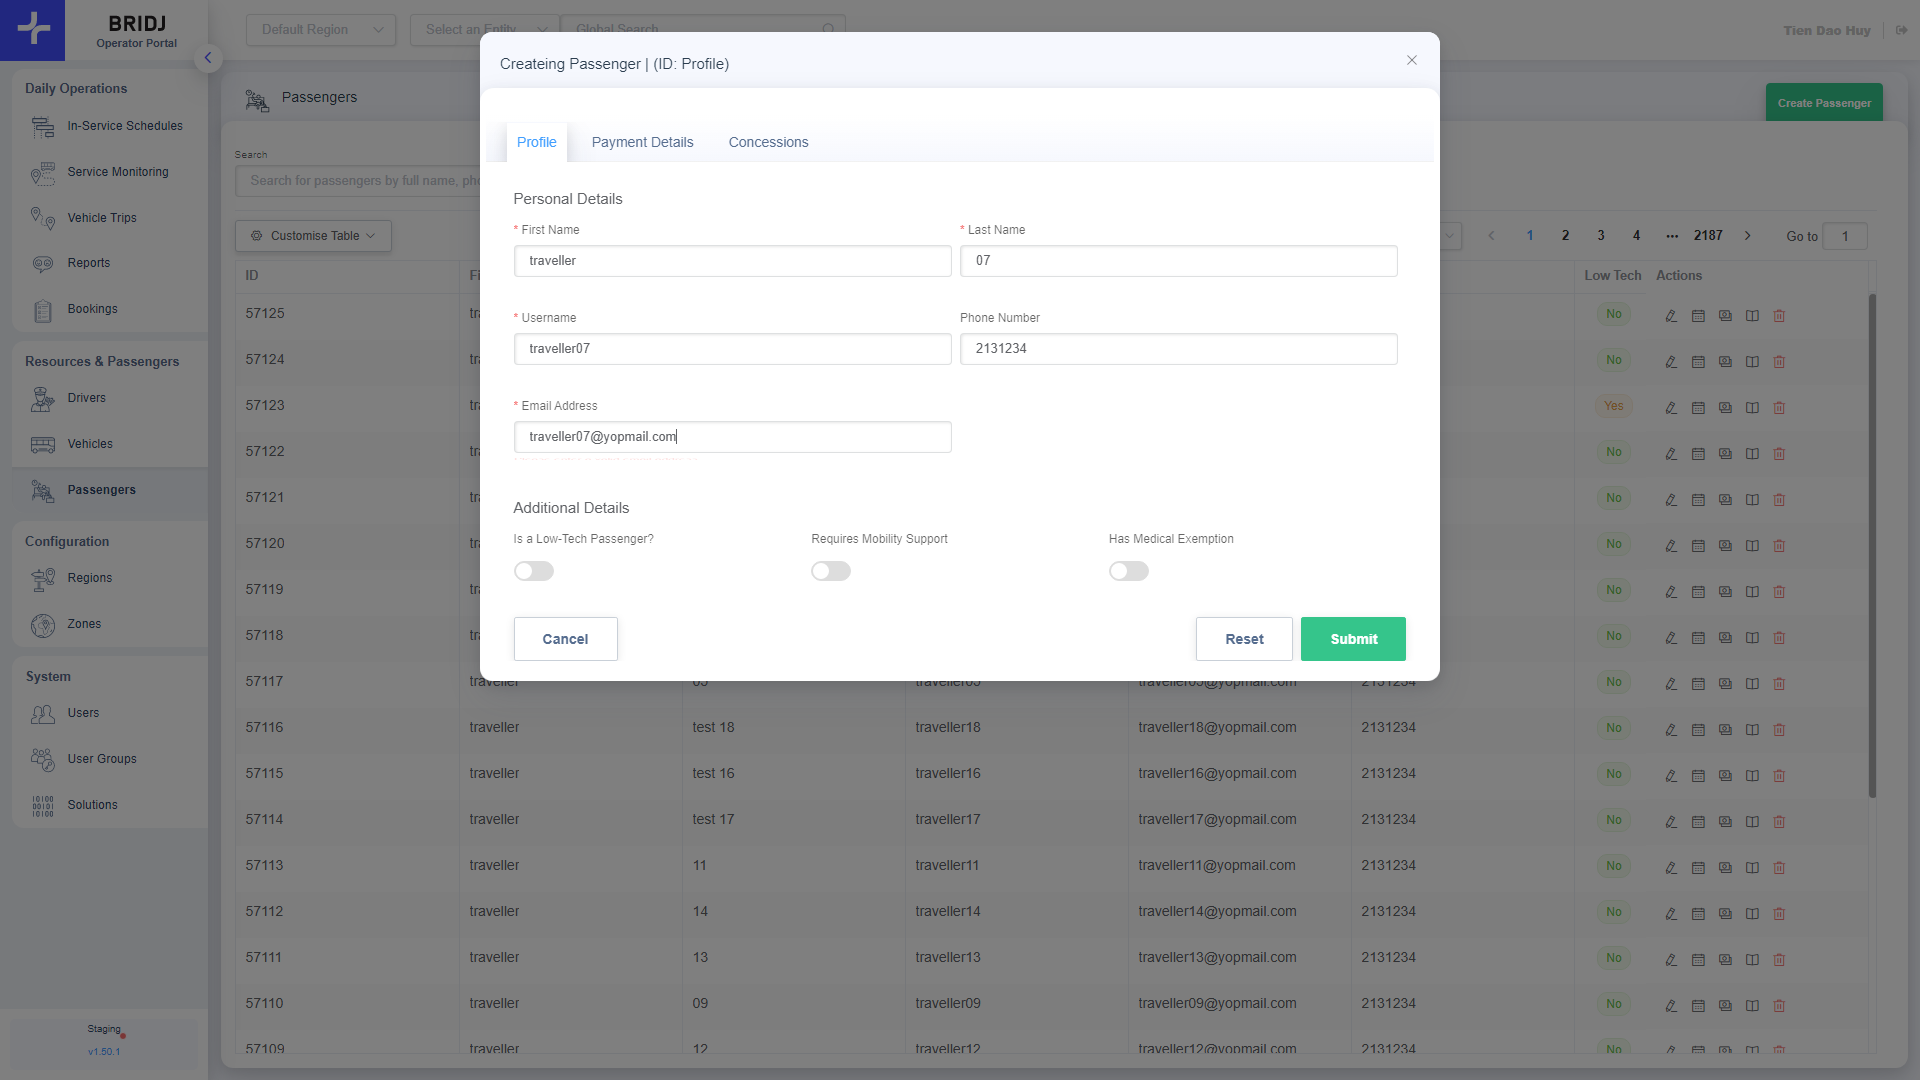 BRIDJ
Operator Portal
Default Region
Select an Entity
Global Search
Tien Dao Huy
Daily Operations
In-Service Schedules
Service Monitoring
Vehicle Trips
Reports
Bookings
Resources & Passengers
Drivers
Vehicles
Passengers
Configuration
Regions
Zones
System
Users
User Groups
Solutions
Staging
v1.50.1
Passengers
Create Passenger
Search
Search for passengers by full name,
Customise Table
1 2 3 4 ••• 2187 Go to 1
ID Low Tech Actions
57125 No
57124 No
57123 Yes
57122 No
57121 No
57120 No
57119 No
57118 No
57117 traveller 05 traveller05 traveller05@yopmail.com 2131234 No
57116 traveller test 18 traveller18 traveller18@yopmail.com 2131234 No
57115 traveller test 16 traveller16 traveller16@yopmail.com 2131234 No
57114 traveller test 17 traveller17 traveller17@yopmail.com 2131234 No
57113 traveller 11 traveller11 traveller11@yopmail.com 2131234 No
57112 traveller 14 traveller14 traveller14@yopmail.com 2131234 No
57111 traveller 13 traveller13 traveller13@yopmail.com 2131234 No
57110 traveller 09 traveller09 traveller09@yopmail.com 2131234 No
57109 traveller 12 traveller12 traveller12@yopmail.com 2131234 No
Createing Passenger | (ID: Profile)
Profile Payment Details Concessions
Personal Details
* First Name
traveller
* Last Name
07
* Username
traveller07
Phone Number
2131234
* Email Address
traveller07@yopmail.com
Additional Details
Is a Low-Tech Passenger?
Requires Mobility Support
Has Medical Exemption
Cancel
Reset
Submit